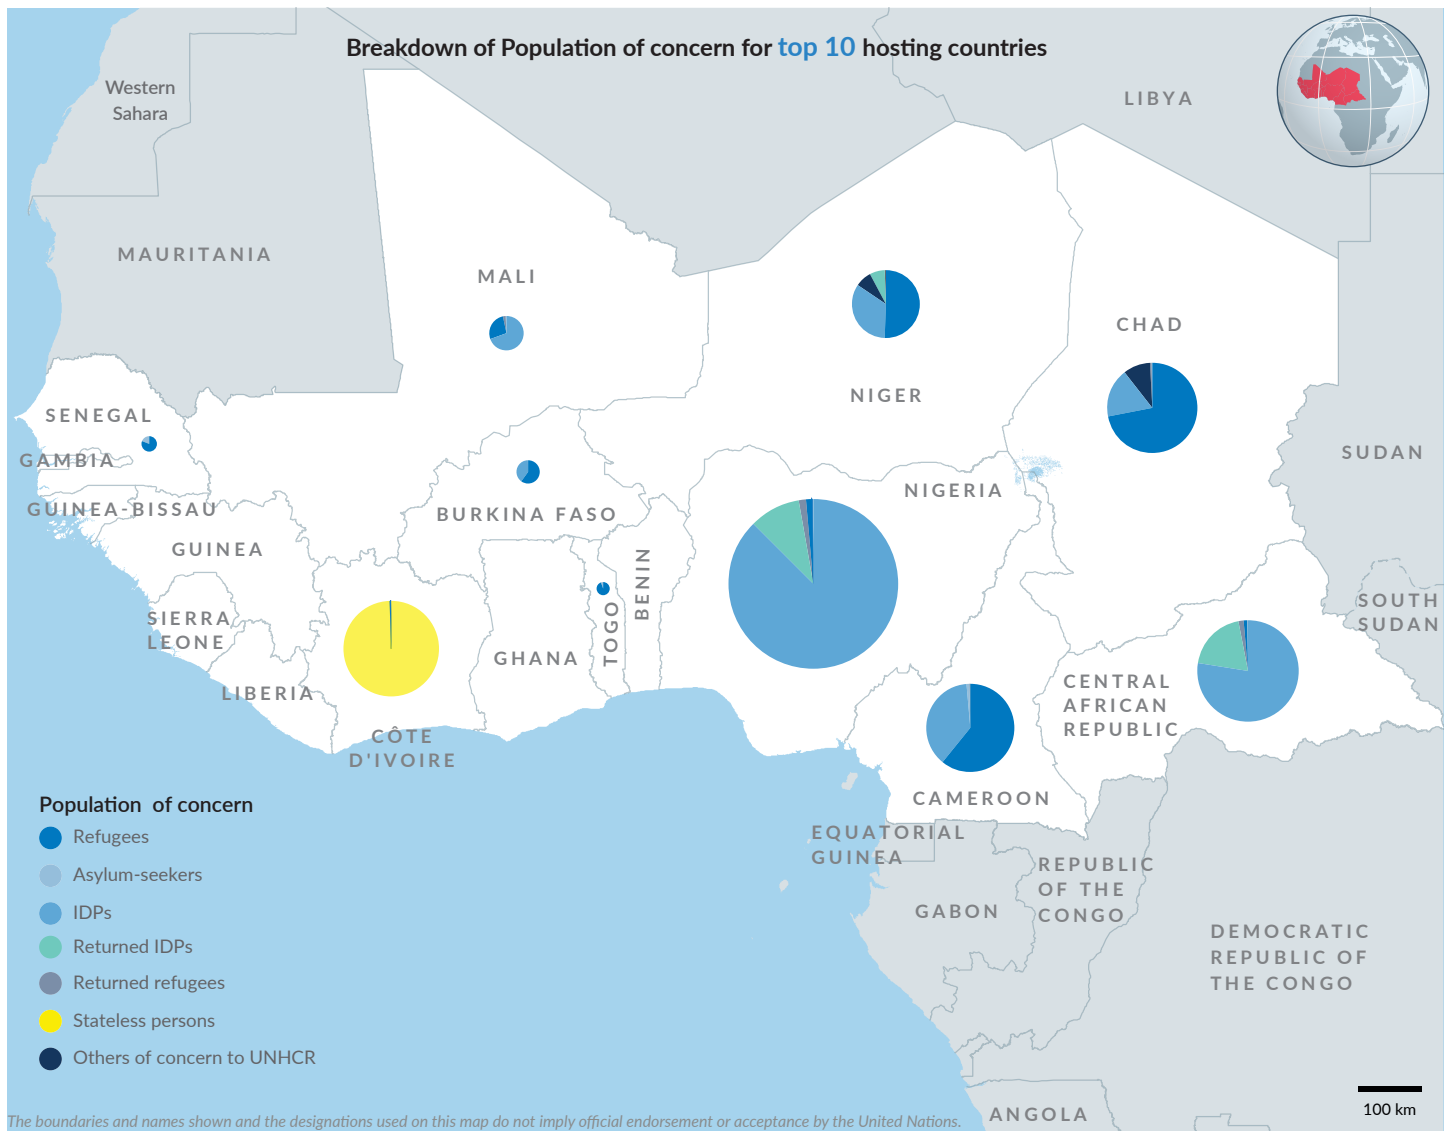 Breakdown of Population of concern for top 10 hosting countries
Western
Sahara
LIBYA
MAURITANIA
MALI
CHAD
NIGER
SENEGAL
SUDAN
GAMBIA
NIGERIA
GUINEA-BISSAU
BURKINA FASO
GUINEA
BENIN
SOUTH
SUDAN
SIERRA
LEONE
TOGO
GHANA
LIBERIA
CENTRAL
AFRICAN
REPUBLIC
CÔTE
D'IVOIRE
CAMEROON
Population of concern
Refugees
Asylum-seekers
IDPs
Returned IDPs
Returned refugees
Stateless persons
Others of concern to UNHCR
EQUATORIAL
GUINEA
REPUBLIC
OF THE
CONGO
GABON
DEMOCRATIC
REPUBLIC OF
THE CONGO
ANGOLA
100 km
The boundaries and names shown and the designations used on this map do not imply official endorsement or acceptance by the United Nations.